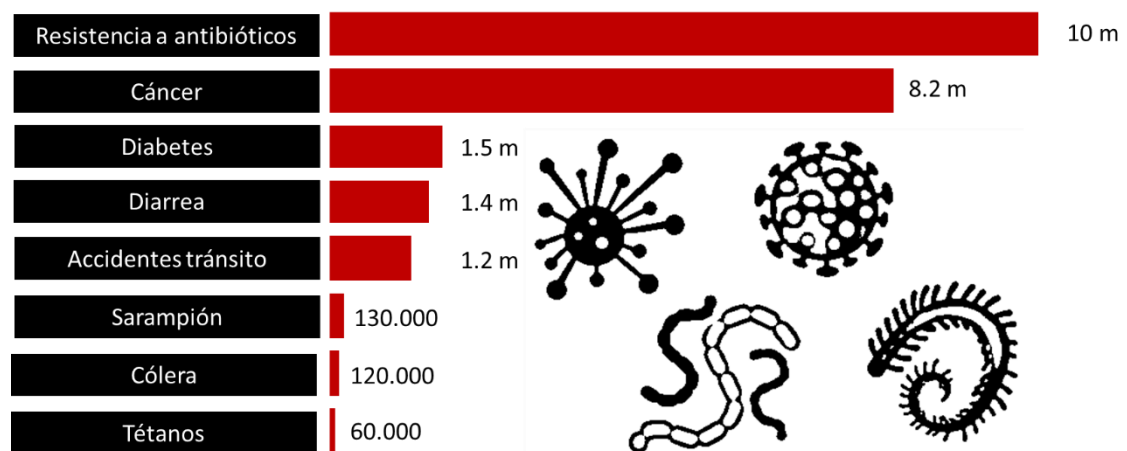 Resistencia a antibióticos 10 m
Cáncer 8.2 m
Diabetes 1.5 m
Diarrea 1.4 m
Accidentes tránsito 1.2 m
Sarampión 130.000
Cólera 120.000
Tétanos 60.000